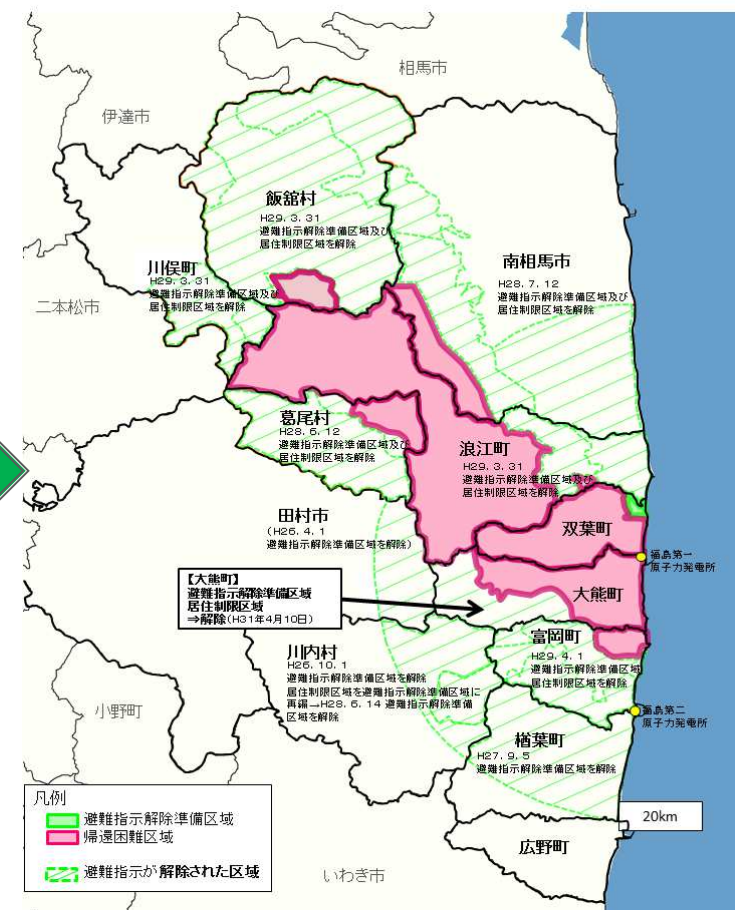 相馬市
伊達市
飯舘村
H29. 3. 31
避難指示解除準備区域及び
居住制限区域を解除
川俣町
H29. 3. 31
避難指示解除準備区域及び
居住制限区域を解除
南相馬市
H28. 7. 12
避難指示解除準備区域及び
居住制限区域を解除
二本松市
葛尾村
H28. 6. 12
避難指示解除準備区域及び
居住制限区域を解除
浪江町
H29. 3. 31
避難指示解除準備区域及び
居住制限区域を解除
田村市
(H26. 4. 1
避難指示解除準備区域を解除)
双葉町
福島第一
原子力発電所
【大熊町】
避難指示解除準備区域
居住制限区域
⇒解除(H31年4月10日)
大熊町
富岡町
H29. 4. 1
避難指示解除準備区域
居住制限区域を解除
川内村
H26. 10. 1
避難指示解除準備区域を解除
居住制限区域を避難指示解除準備区域に
再編→H28. 6. 14 避難指示解除準備
区域を解除
小野町
福島第二
原子力発電所
楢葉町
H27. 9. 5
避難指示解除準備区域を解除
凡例
避難指示解除準備区域
帰還困難区域
避難指示が解除された区域
20km
広野町
いわき市